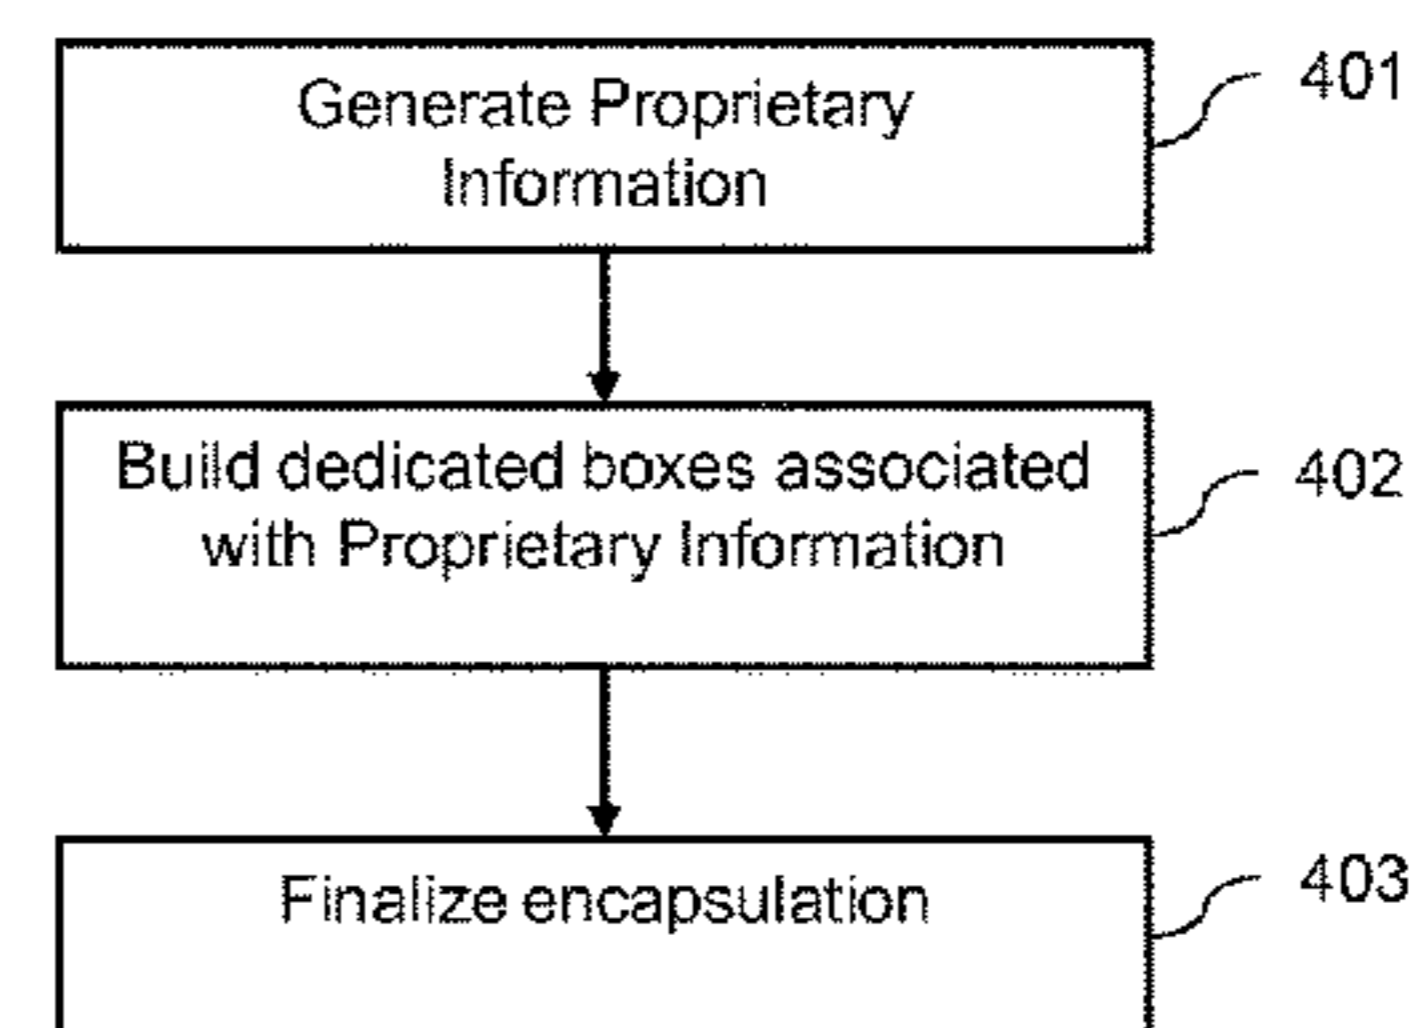 Generate Proprietary
Information
401
Build dedicated boxes associated
with Proprietary Information
402
Finalize encapsulation
403